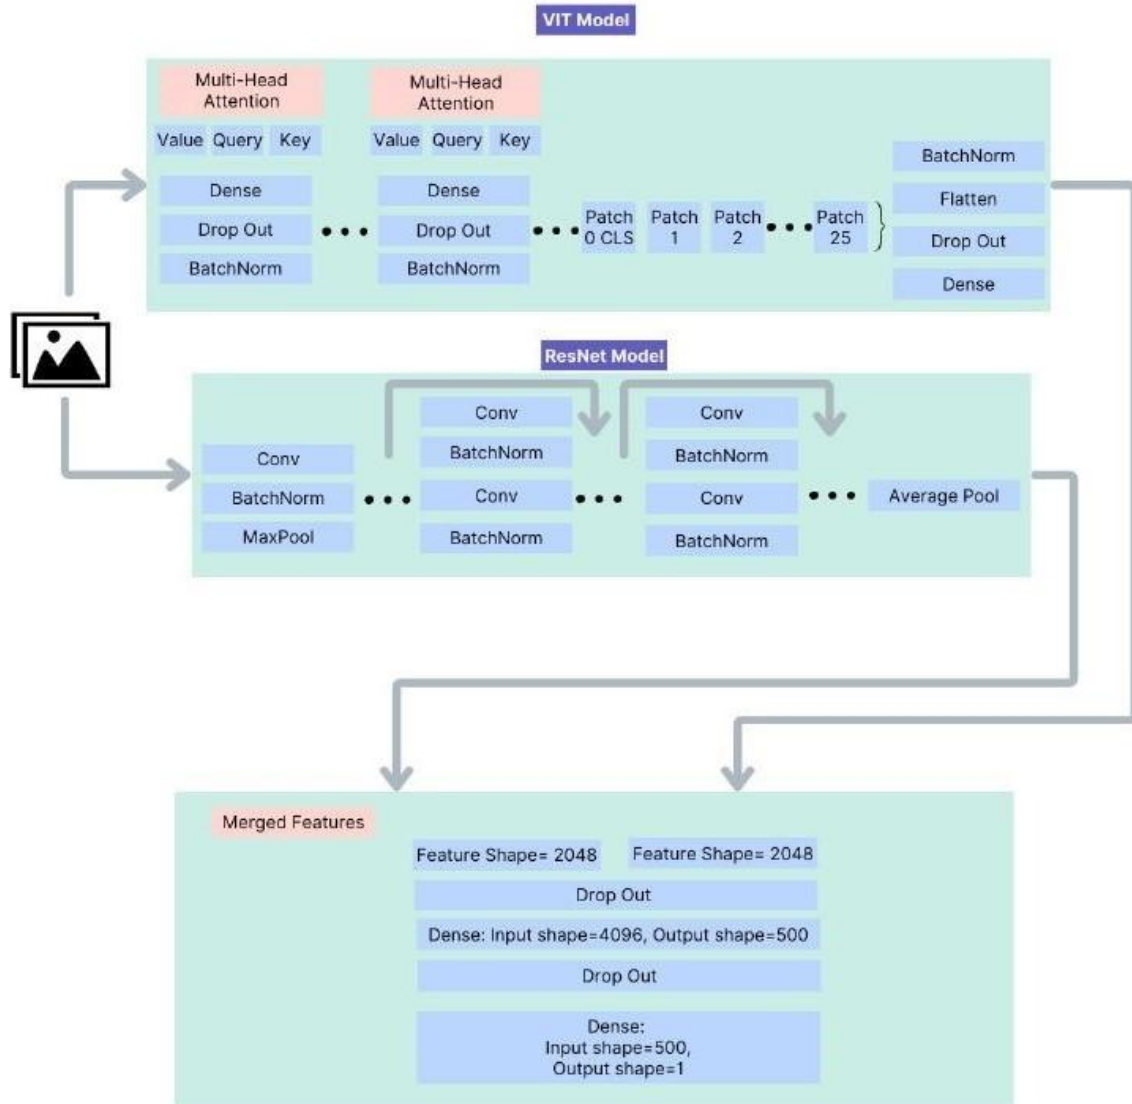 VIT Model
Multi-Head
Attention
Value Query Key
Dense
Drop Out
BatchNorm
Multi-Head
Attention
Value Query Key
Dense
Drop Out
BatchNorm
Patch
0 CLS
Patch
1
Patch
2
Patch
25
BatchNorm
Flatten
Drop Out
Dense
ResNet Model
Conv
BatchNorm
MaxPool
Conv
BatchNorm
Conv
BatchNorm
Conv
BatchNorm
Conv
BatchNorm
Average Pool
Merged Features
Feature Shape= 2048
Feature Shape= 2048
Drop Out
Dense: Input shape=4096, Output shape=500
Drop Out
Dense:
Input shape=500,
Output shape=1